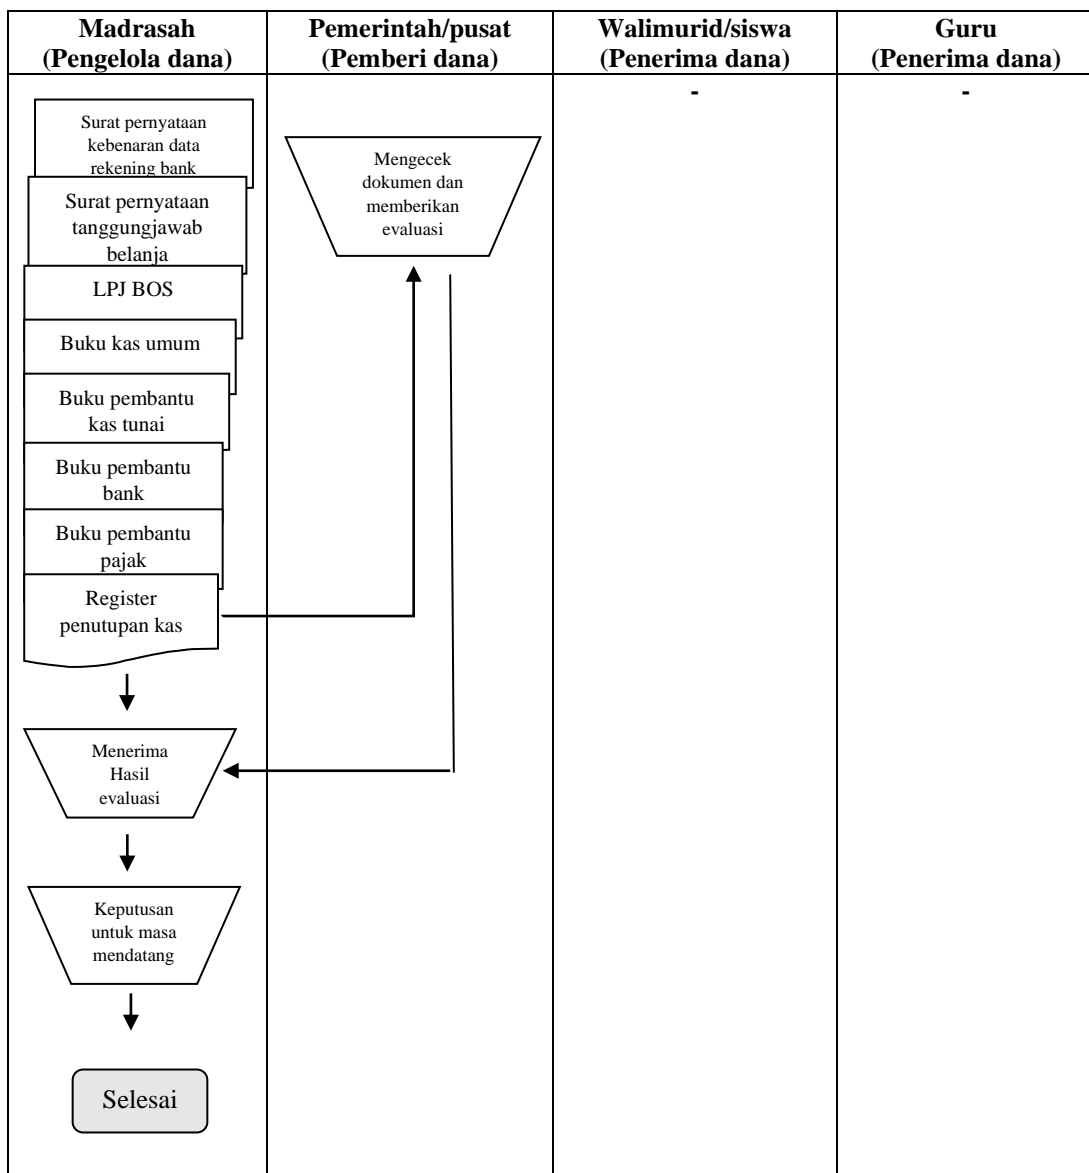 Madrasah
(Pengelola dana)
Pemerintah/pusat
(Pemberi dana)
Walimurid/siswa
(Penerima dana)
Guru
(Penerima dana)
-
-
Surat pernyataan
kebenaran data
rekening bank
Surat pernyataan
tanggungjawab
belanja
LPJ BOS
Buku kas umum
Buku pembantu
kas tunai
Buku pembantu
bank
Buku pembantu
pajak
Register
penutupan kas
Mengecek
dokumen dan
memberikan
evaluasi
Menerima
Hasil
evaluasi
Keputusan
untuk masa
mendatang
Selesai